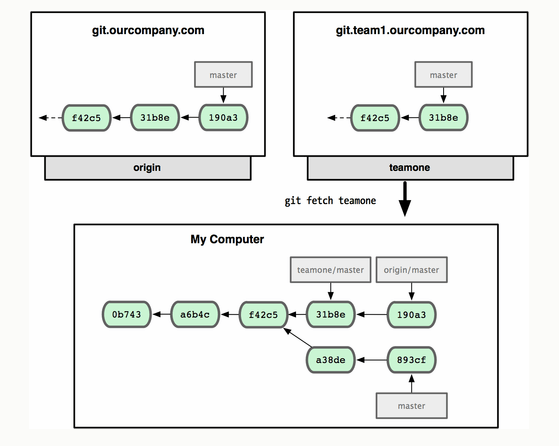 git.ourcompany.com
master
f42c5 31b8e 190a3
origin
git.team1.ourcompany.com
master
f42c5 31b8e
teamone
git fetch teamone
My Computer
teamone/master origin/master
0b743 a6b4c f42c5 31b8e 190a3
a38de 893cf
master